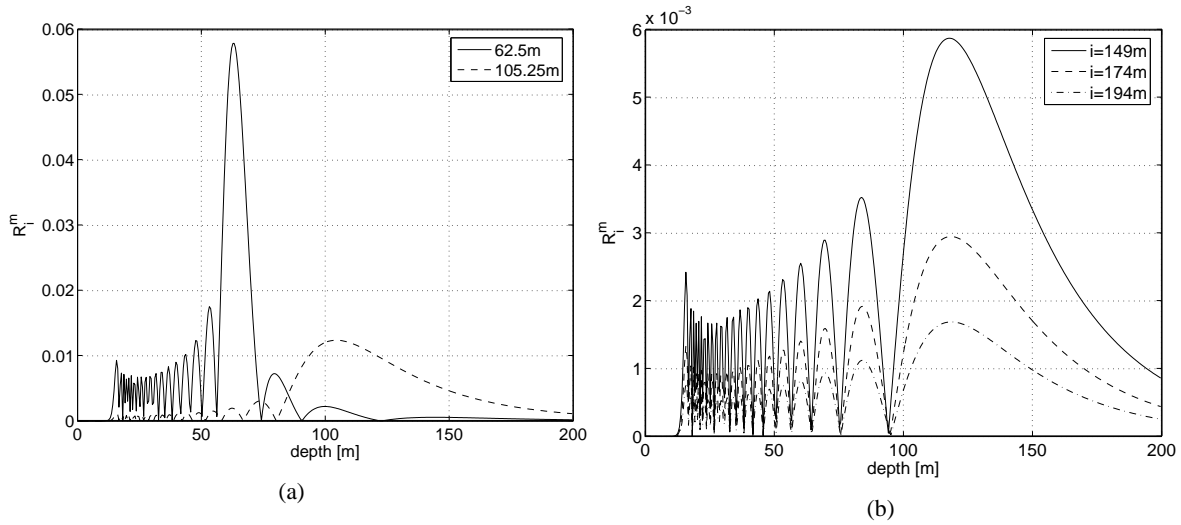 0.06
0.05
0.04
0.03
0.02
0.01
0
R_i^m
0 50 100 150 200
depth [m]
62.5m
105.25m
(a)
x 10^-3
6
5
4
3
2
1
0
R_i^m
0 50 100 150 200
depth [m]
i=149m
i=174m
i=194m
(b)